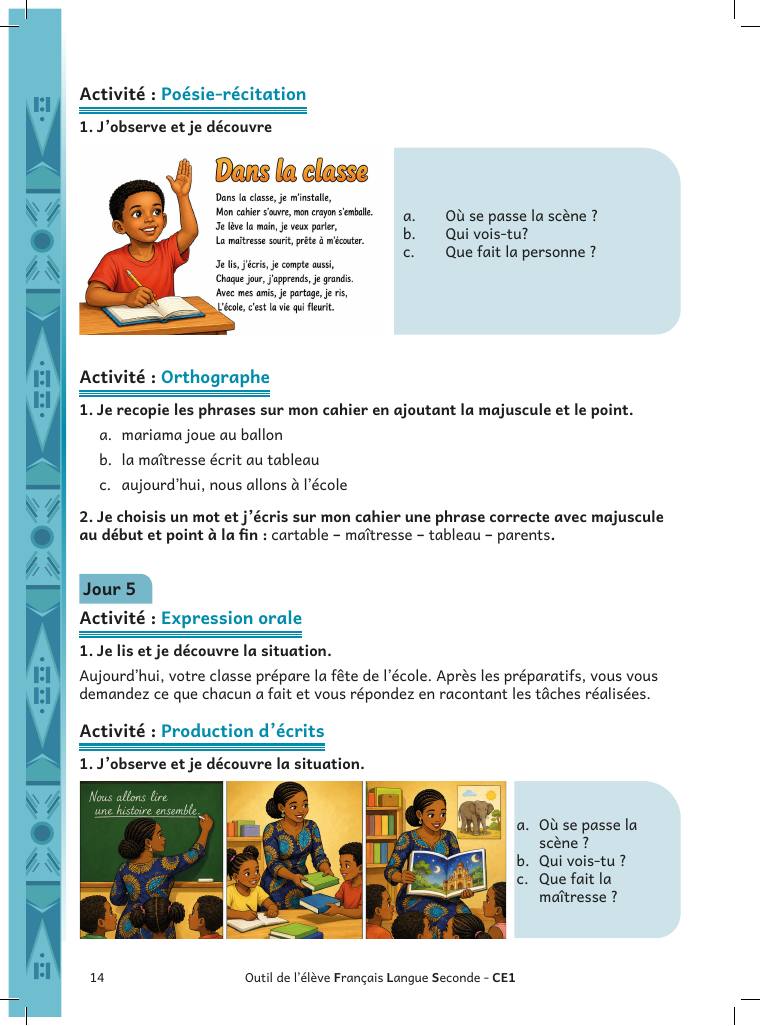 Activité : Poésie-récitation
1. J'observe et je découvre
Dans la classe
Dans la classe, je m'installe,
Mon cahier s'ouvre, mon crayon s'emballe.
Je lève la main, je veux parler,
La maîtresse sourit, prête à m'écouter.
Je lis, j'écris, je compte aussi,
Chaque jour, j'apprends, je grandis.
Avec mes amis, je partage, je ris,
L'école, c'est la vie qui fleurit.
a. Où se passe la scène ?
b. Qui vois-tu?
c. Que fait la personne ?
Activité : Orthographe
1. Je recopie les phrases sur mon cahier en ajoutant la majuscule et le point.
a. mariama joue au ballon
b. la maîtresse écrit au tableau
c. aujourd'hui, nous allons à l'école
2. Je choisis un mot et j'écris sur mon cahier une phrase correcte avec majuscule
au début et point à la fin : cartable – maîtresse – tableau – parents.
Jour 5
Activité : Expression orale
1. Je lis et je découvre la situation.
Aujourd'hui, votre classe prépare la fête de l'école. Après les préparatifs, vous vous
demandez ce que chacun a fait et vous répondez en racontant les tâches réalisées.
Activité : Production d'écrits
1. J'observe et je découvre la situation.
Nous allons lire
une histoire ensemble.
a. Où se passe la
scène ?
b. Qui vois-tu ?
c. Que fait la
maîtresse ?
14 Outil de l'élève Français Langue Seconde - CE1